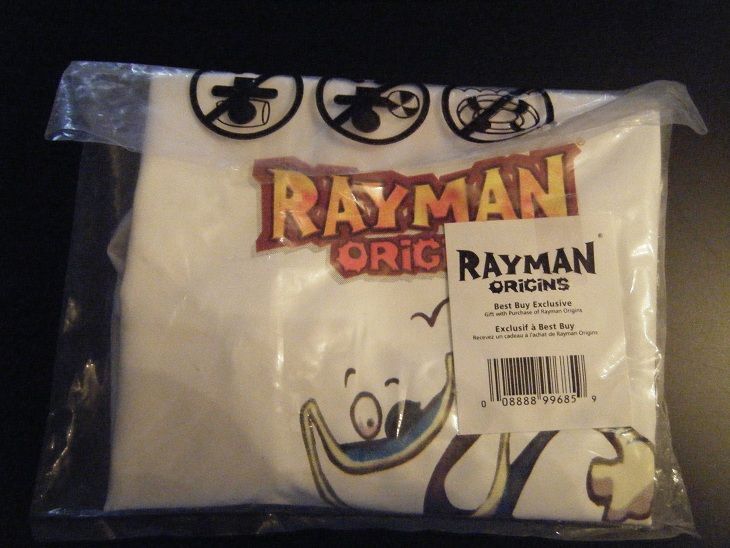 RAYMAN
ORIG
RAYMAN
ORIGINS
Best Buy Exclusive
Gift with Purchase of Rayman Origins
Exclusif à Best Buy
Recevez un cadeau à l'achat de Rayman Origins
0 08888 99685 9